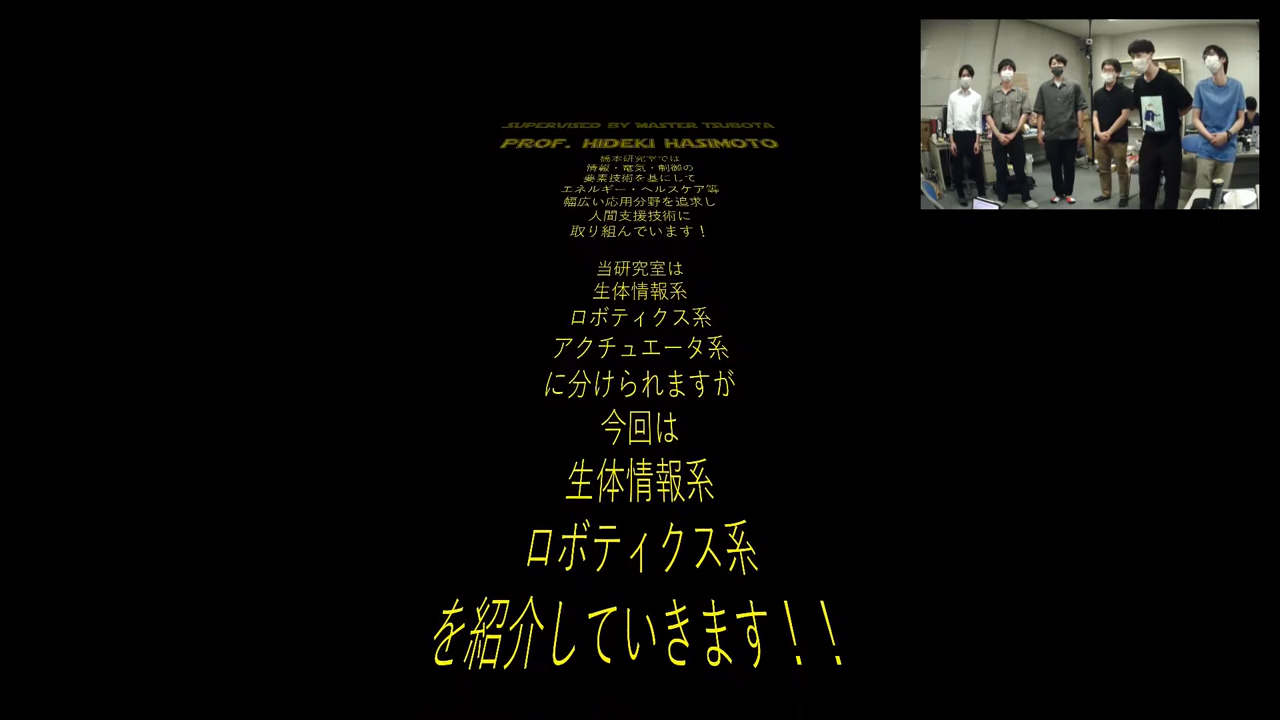 SUPERVISED BY MASTER TSUBOTA
PROF. HIDEKI HASIMOTO
橋本研究室では
情報・電気・制御の
要素技術を基にして
エネルギー・ヘルスケア等
幅広い応用分野を追求し
人間支援技術に
取り組んでいます！
当研究室は
生体情報系
ロボティクス系
アクチュエータ系
に分けられますが
今回は
生体情報系
ロボティクス系
を紹介していきます！！